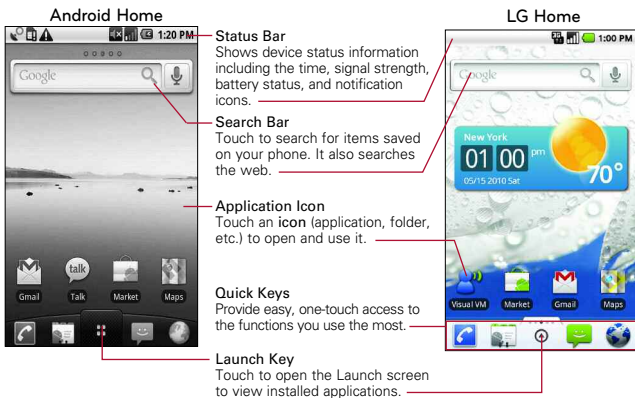 Android Home
LG Home
1:20 PM
Google
Gmail
Talk
Market
Maps
talk
Status Bar
Shows device status information
including the time, signal strength,
battery status, and notification
icons.
Search Bar
Touch to search for items saved
on your phone. It also searches
the web.
Application Icon
Touch an icon (application, folder,
etc.) to open and use it.
Quick Keys
Provide easy, one-touch access to
the functions you use the most.
Launch Key
Touch to open the Launch screen
to view installed applications.
3G
1:00 PM
Google
New York
01 00 pm
05/15 2010 Sat
70°
Visual VM
Market
Gmail
Maps